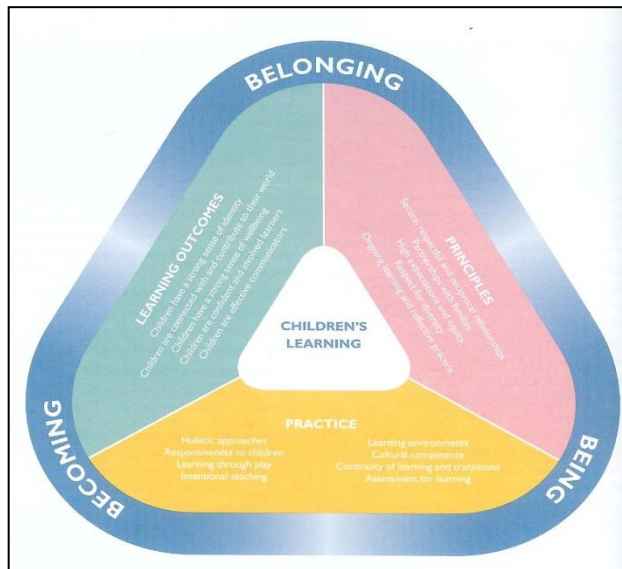 BELONGING
LEARNING OUTCOMES
Children have a strong sense of identity
Children are connected with and contribute to their world
Children have a strong sense of wellbeing
Children are confident and involved learners
Children are effective communicators
PRINCIPLES
Secure, respectful and reciprocal relationships
Partnerships with families
High expectations and equity
Respect for diversity
Ongoing learning and reflective practice
CHILDREN'S
LEARNING
PRACTICE
Holistic approaches
Responsiveness to children
Learning through play
Intentional teaching
Learning environments
Cultural competence
Continuity of learning and transitions
Assessment for learning
BECOMING
BEING